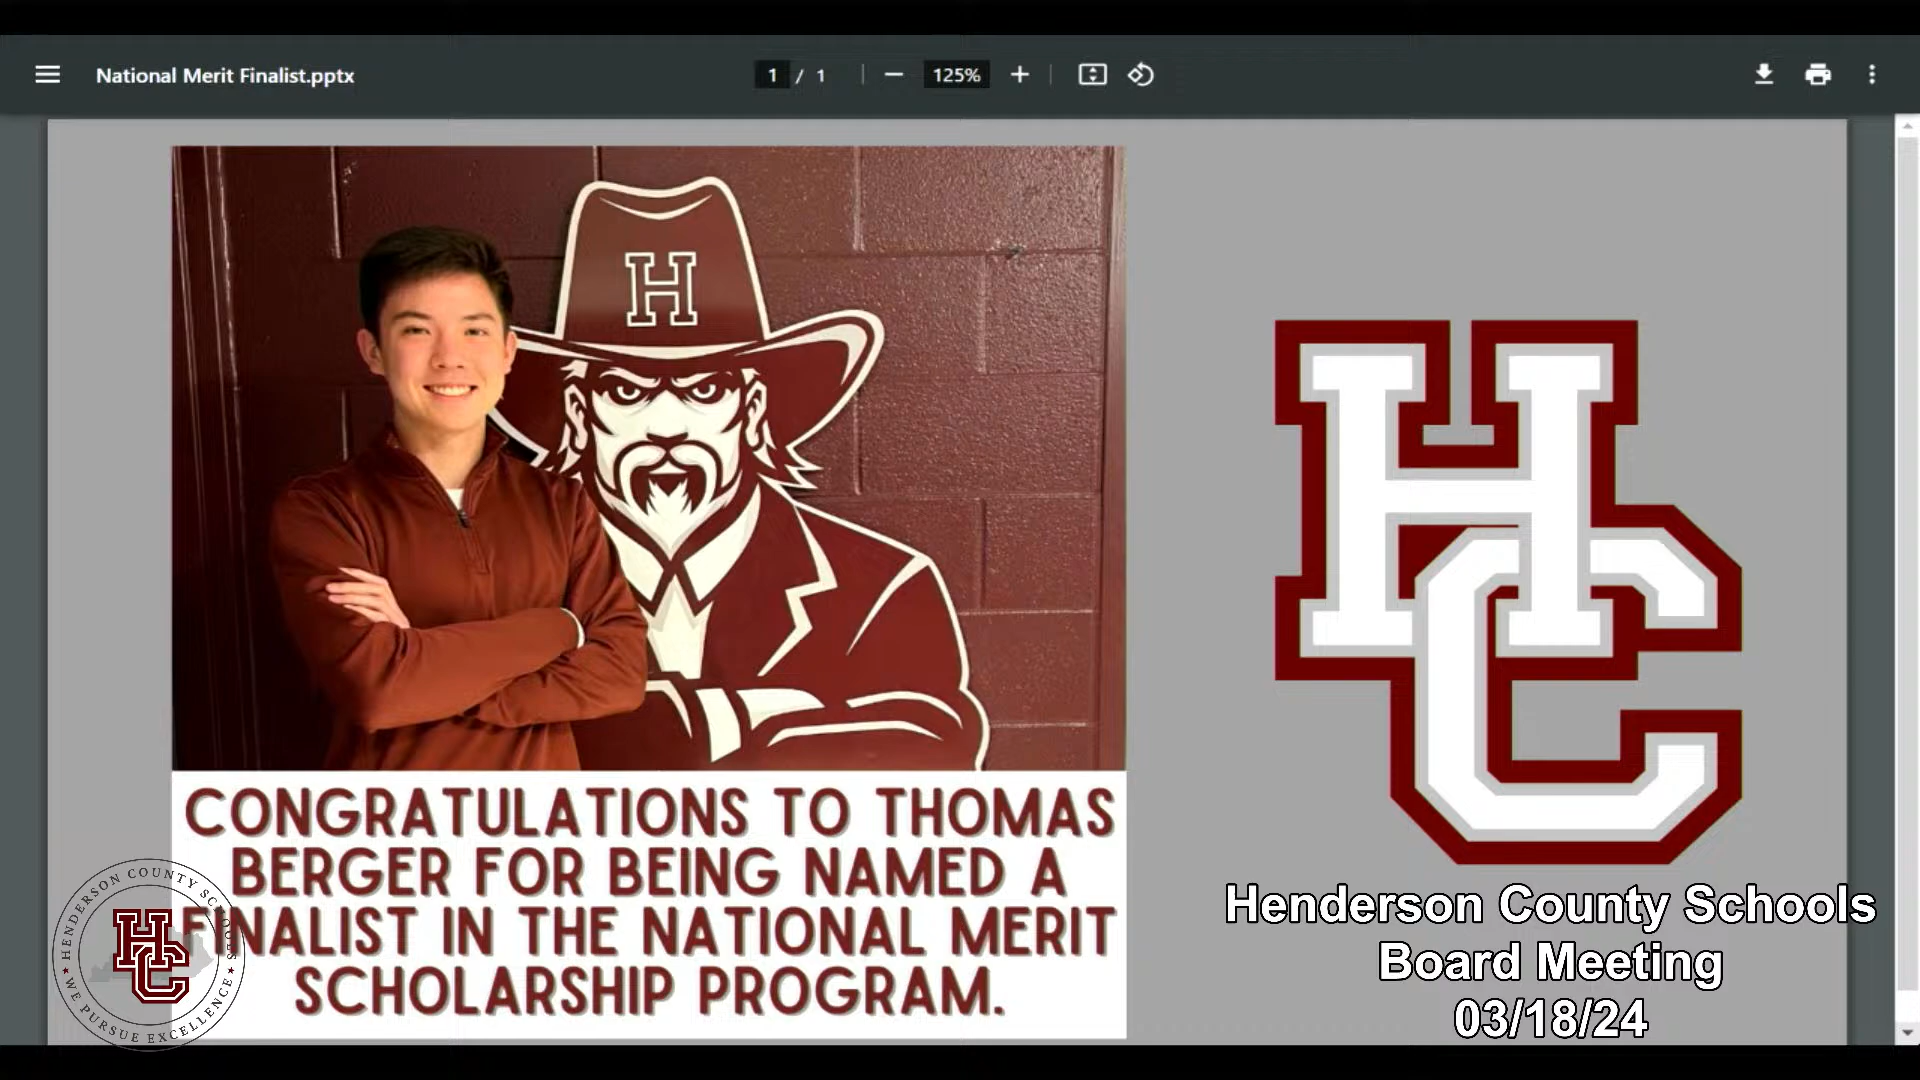 National Merit Finalist.pptx
1 / 1
125%
H
HC
CONGRATULATIONS TO THOMAS
BERGER FOR BEING NAMED A
FINALIST IN THE NATIONAL MERIT
SCHOLARSHIP PROGRAM.
HENDERSON COUNTY SCHOOLS
HC
WE PURSUE EXCELLENCE
Henderson County Schools
Board Meeting
03/18/24